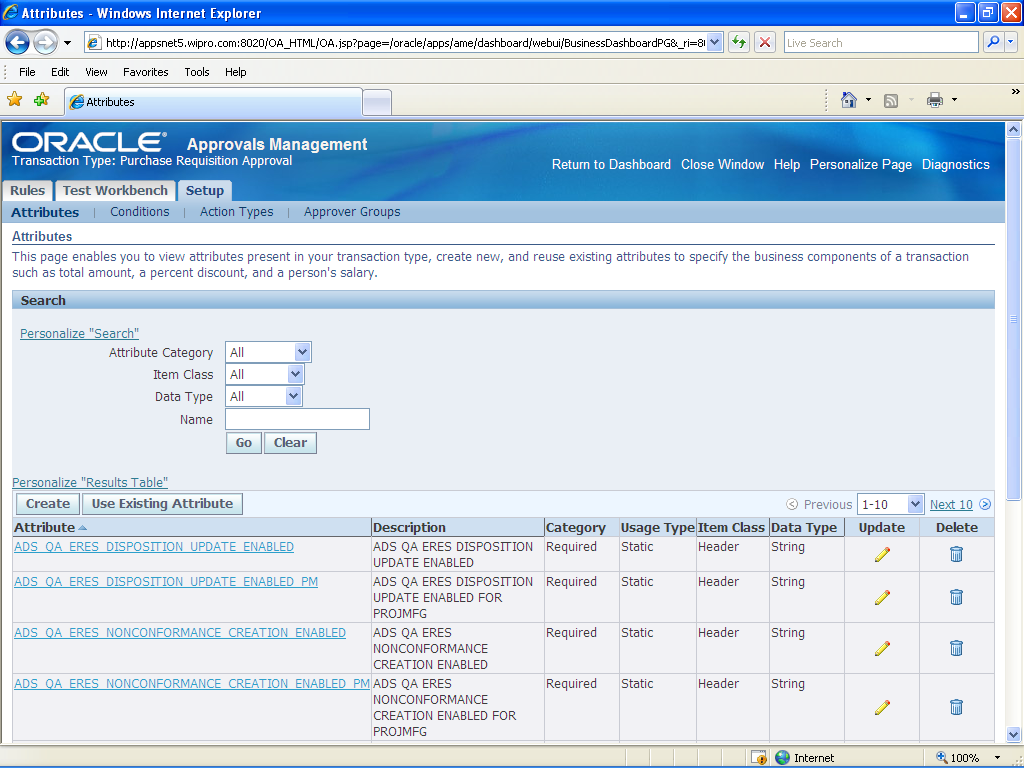 Attributes - Windows Internet Explorer
http://appsnet5.wipro.com:8020/OA_HTML/OA.jsp?page=/oracle/apps/ame/dashboard/webui/BusinessDashboardPG&_ri=8
Live Search
File Edit View Favorites Tools Help
Attributes
ORACLE® Approvals Management
Transaction Type: Purchase Requisition Approval
Return to Dashboard Close Window Help Personalize Page Diagnostics
Rules Test Workbench Setup
Attributes | Conditions | Action Types | Approver Groups
Attributes
This page enables you to view attributes present in your transaction type, create new, and reuse existing attributes to specify the business components of a transaction
such as total amount, a percent discount, and a person's salary.
Search
Personalize "Search"
Attribute Category All
Item Class All
Data Type All
Name
Go Clear
Personalize "Results Table"
Create Use Existing Attribute Previous 1-10 Next 10
Attribute Description Category Usage Type Item Class Data Type Update Delete
ADS_QA_ERES_DISPOSITION_UPDATE_ENABLED ADS QA ERES DISPOSITION Required Static Header String
UPDATE ENABLED
ADS_QA_ERES_DISPOSITION_UPDATE_ENABLED_PM ADS QA ERES DISPOSITION Required Static Header String
UPDATE ENABLED FOR
PROJMFG
ADS_QA_ERES_NONCONFORMANCE_CREATION_ENABLED ADS QA ERES Required Static Header String
NONCONFORMANCE
CREATION ENABLED
ADS_QA_ERES_NONCONFORMANCE_CREATION_ENABLED_PM ADS QA ERES Required Static Header String
NONCONFORMANCE
CREATION ENABLED FOR
PROJMFG
Internet 100%